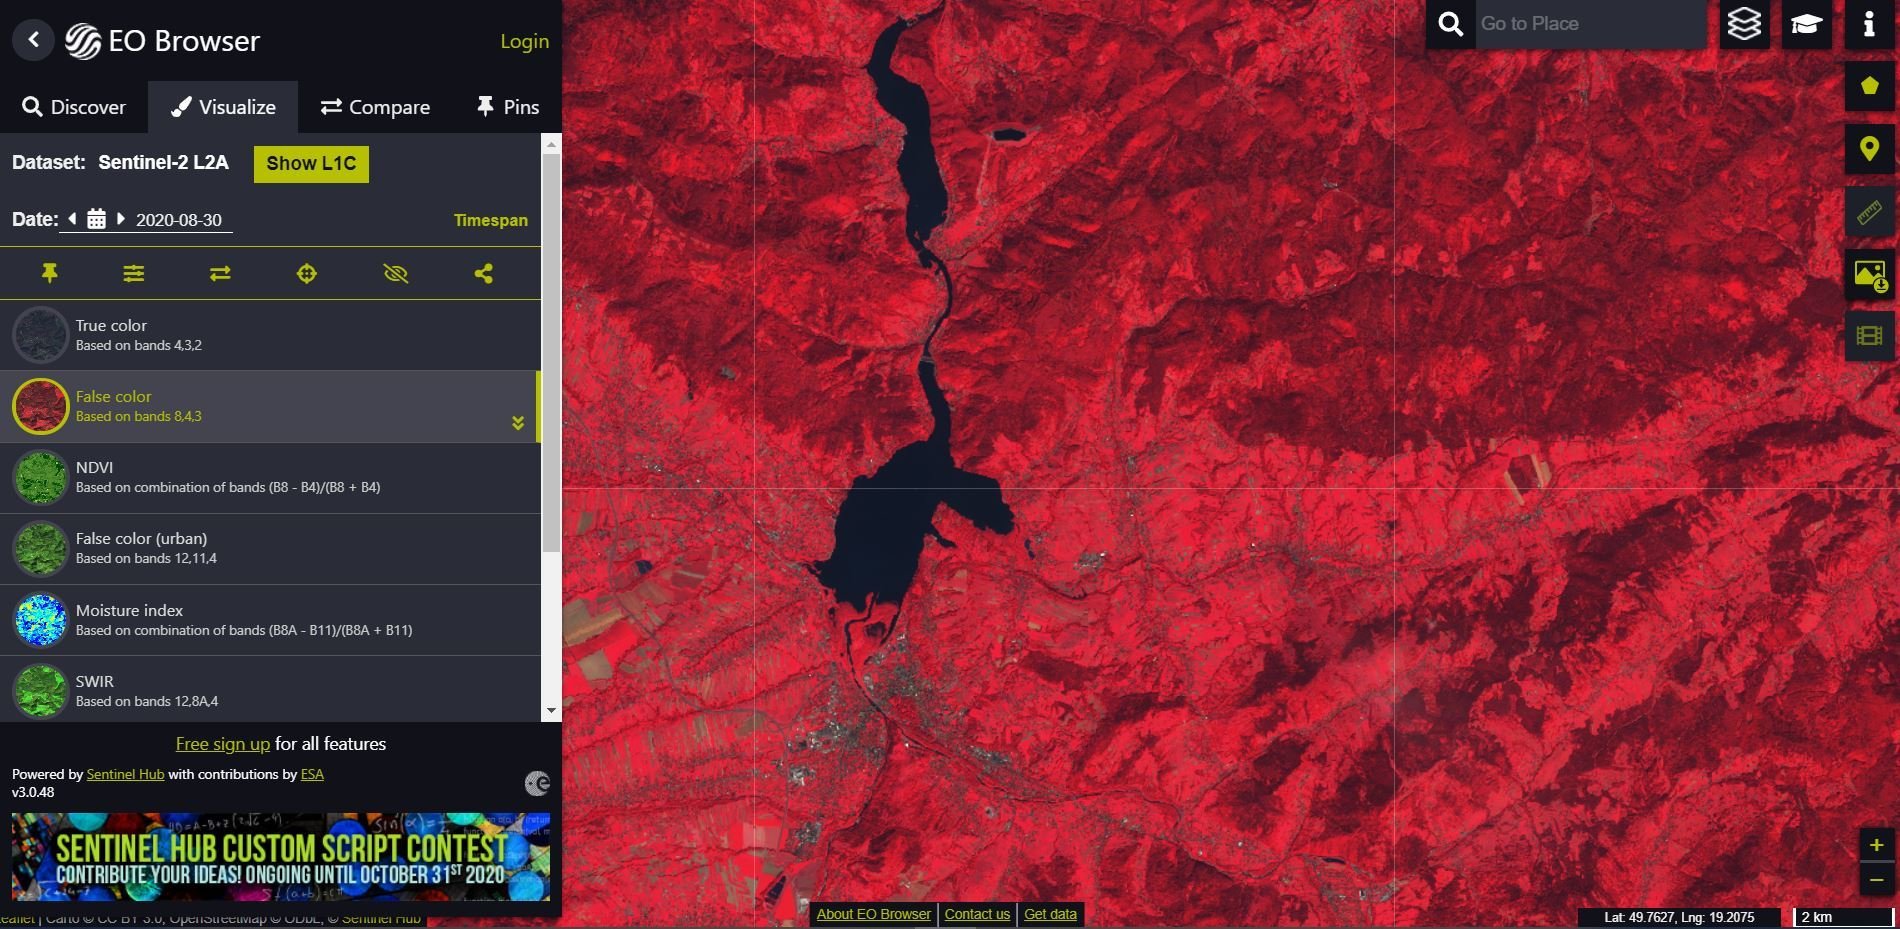 EO Browser
Login
Go to Place
Discover
Visualize
Compare
Pins
Dataset: Sentinel-2 L2A
Show L1C
Date:
2020-08-30
Timespan
True color
Based on bands 4,3,2
False color
Based on bands 8,4,3
NDVI
Based on combination of bands (B8 - B4)/(B8 + B4)
False color (urban)
Based on bands 12,11,4
Moisture index
Based on combination of bands (B8A - B11)/(B8A + B11)
SWIR
Based on bands 12,8A,4
Free sign up for all features
Powered by Sentinel Hub with contributions by ESA
v3.0.48
SENTINEL HUB CUSTOM SCRIPT CONTEST
CONTRIBUTE YOUR IDEAS! ONGOING UNTIL OCTOBER 31ST 2020
| Carto © CC BY 3.0, OpenStreetMap © ODbL, © Sentinel Hub
About EO Browser
Contact us
Get data
Lat: 49.7627, Lng: 19.2075
2 km